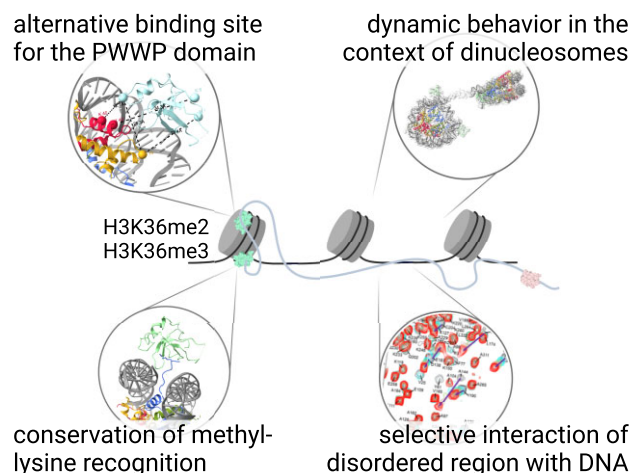 alternative binding site
for the PWWP domain
dynamic behavior in the
context of dinucleosomes
H3K36me2
H3K36me3
conservation of methyl-
lysine recognition
selective interaction of
disordered region with DNA